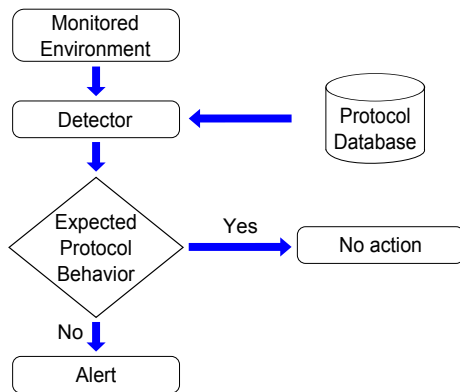 Monitored
Environment
Detector
Protocol
Database
Expected
Protocol
Behavior
Yes
No action
No
Alert